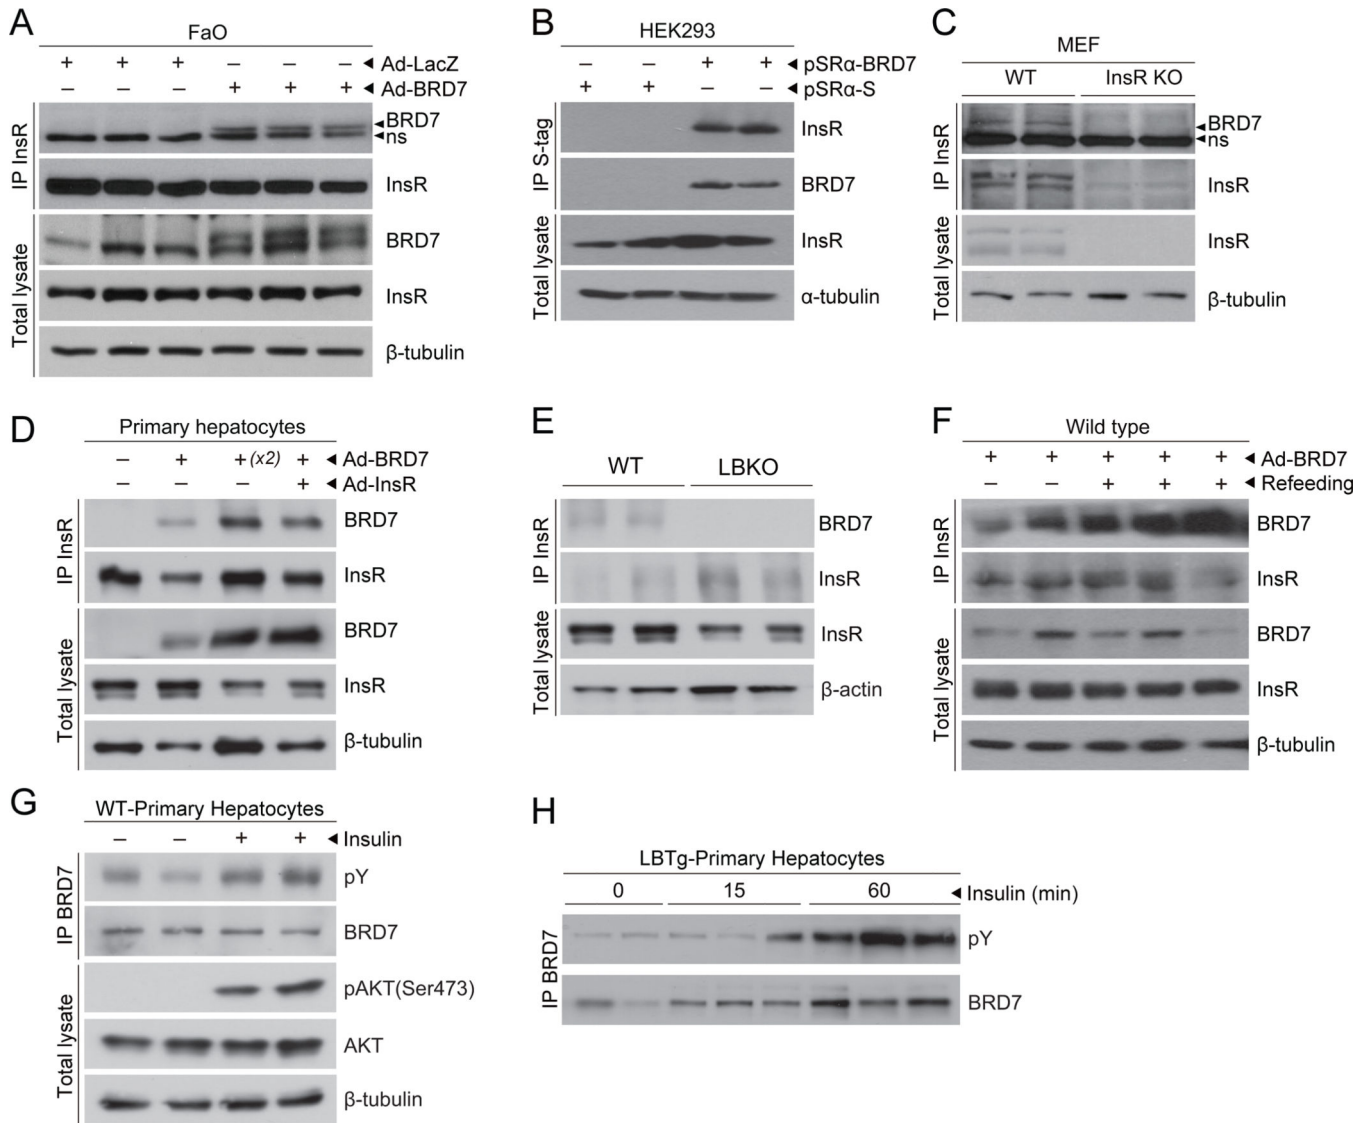 A
FaO
+ + + – – – ◄ Ad-LacZ
– – – + + + ◄ Ad-BRD7
IP InsR
◄ BRD7
◄ ns
InsR
Total lysate
BRD7
InsR
β-tubulin
B
HEK293
– – + + ◄ pSRα-BRD7
+ + – – ◄ pSRα-S
IP S-tag
InsR
BRD7
Total lysate
InsR
α-tubulin
C
MEF
WT InsR KO
IP InsR
◄ BRD7
◄ ns
InsR
Total lysate
InsR
β-tubulin
D
Primary hepatocytes
– + + (x2) + ◄ Ad-BRD7
– – – + ◄ Ad-InsR
IP InsR
BRD7
InsR
Total lysate
BRD7
InsR
β-tubulin
E
WT LBKO
IP InsR
BRD7
InsR
Total lysate
InsR
β-actin
F
Wild type
+ + + + + ◄ Ad-BRD7
– – + + + ◄ Refeeding
IP InsR
BRD7
InsR
Total lysate
BRD7
InsR
β-tubulin
G
WT-Primary Hepatocytes
– – + + ◄ Insulin
IP BRD7
pY
BRD7
Total lysate
pAKT(Ser473)
AKT
β-tubulin
H
LBTg-Primary Hepatocytes
0 15 60 ◄ Insulin (min)
IP BRD7
pY
BRD7